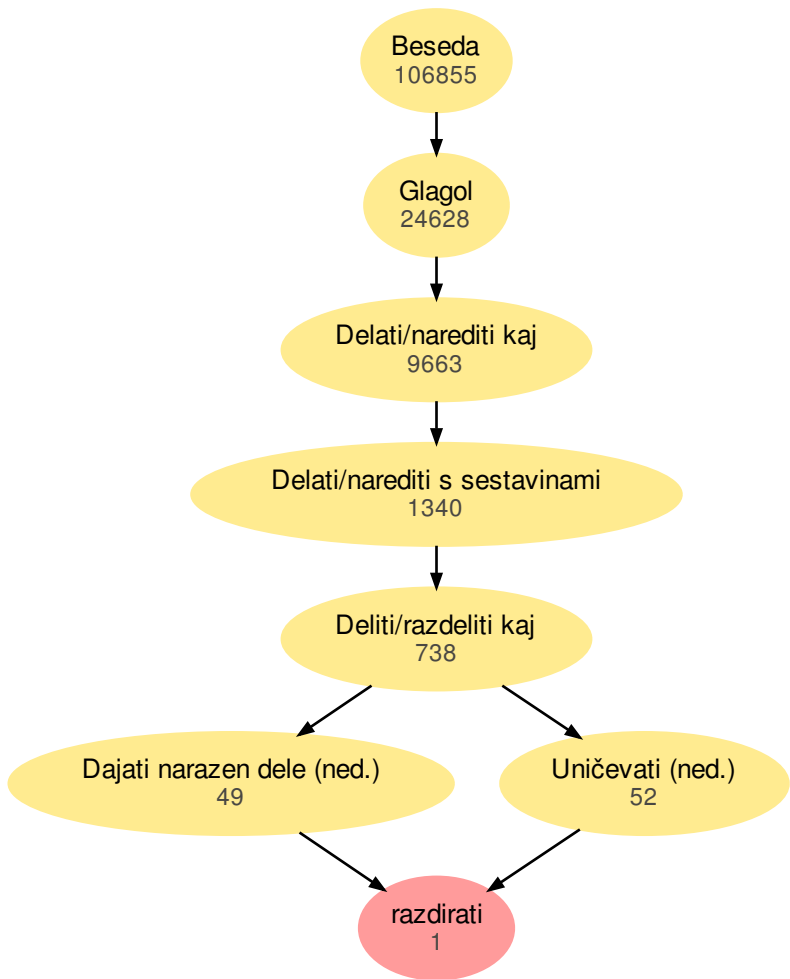 Beseda
106855
Glagol
24628
Delati/narediti kaj
9663
Delati/narediti s sestavinami
1340
Deliti/razdeliti kaj
738
Dajati narazen dele (ned.)
49
Uničevati (ned.)
52
razdirati
1